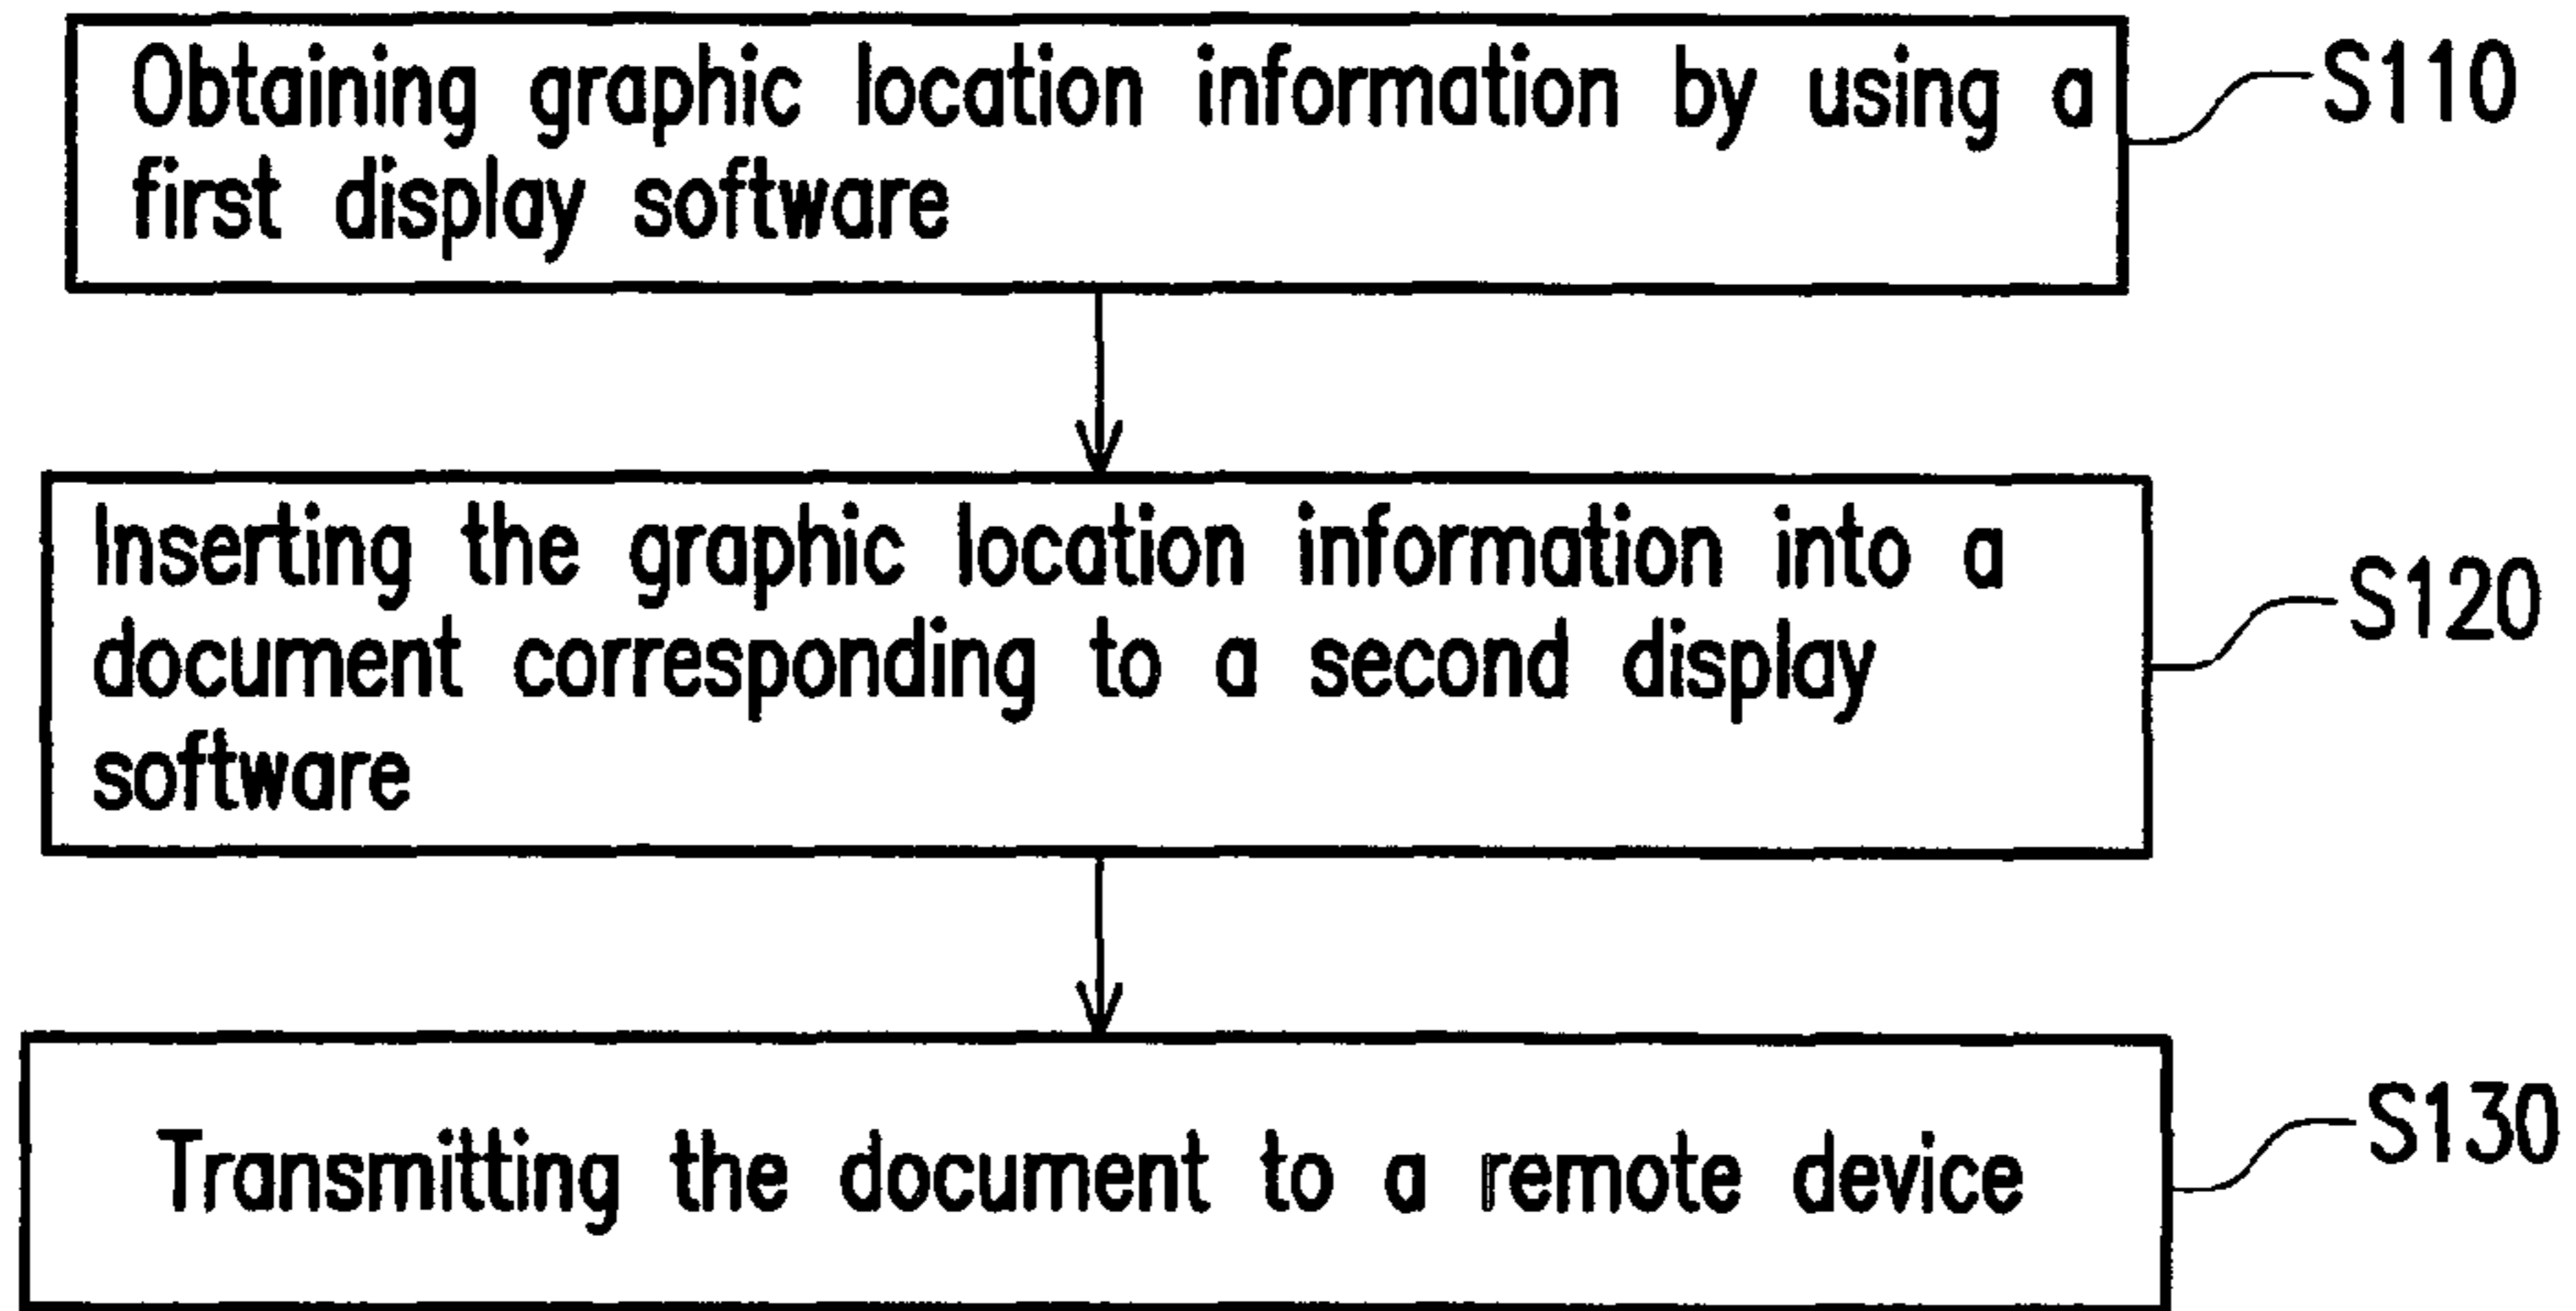 Obtaining graphic location information by using a
first display software
S110
Inserting the graphic location information into a
document corresponding to a second display
software
S120
Transmitting the document to a remote device
S130